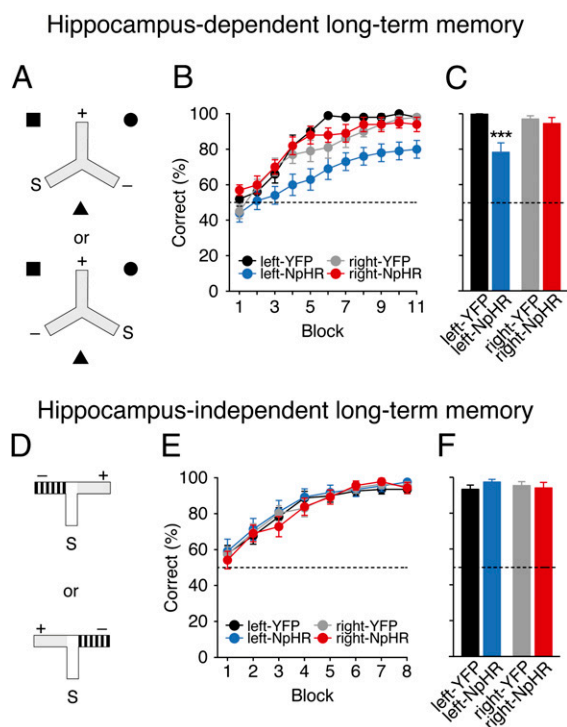 Hippocampus-dependent long-term memory
A
B
C
+
S
–
or
+
–
S
Correct (%)
100
80
60
40
20
0
left-YFP
left-NpHR
right-YFP
right-NpHR
1 3 5 7 9 11
Block
***
left-YFP
left-NpHR
right-YFP
right-NpHR
Hippocampus-independent long-term memory
D
E
F
– +
S
or
+ –
S
Correct (%)
100
80
60
40
20
0
left-YFP
left-NpHR
right-YFP
right-NpHR
1 2 3 4 5 6 7 8
Block
left-YFP
left-NpHR
right-YFP
right-NpHR